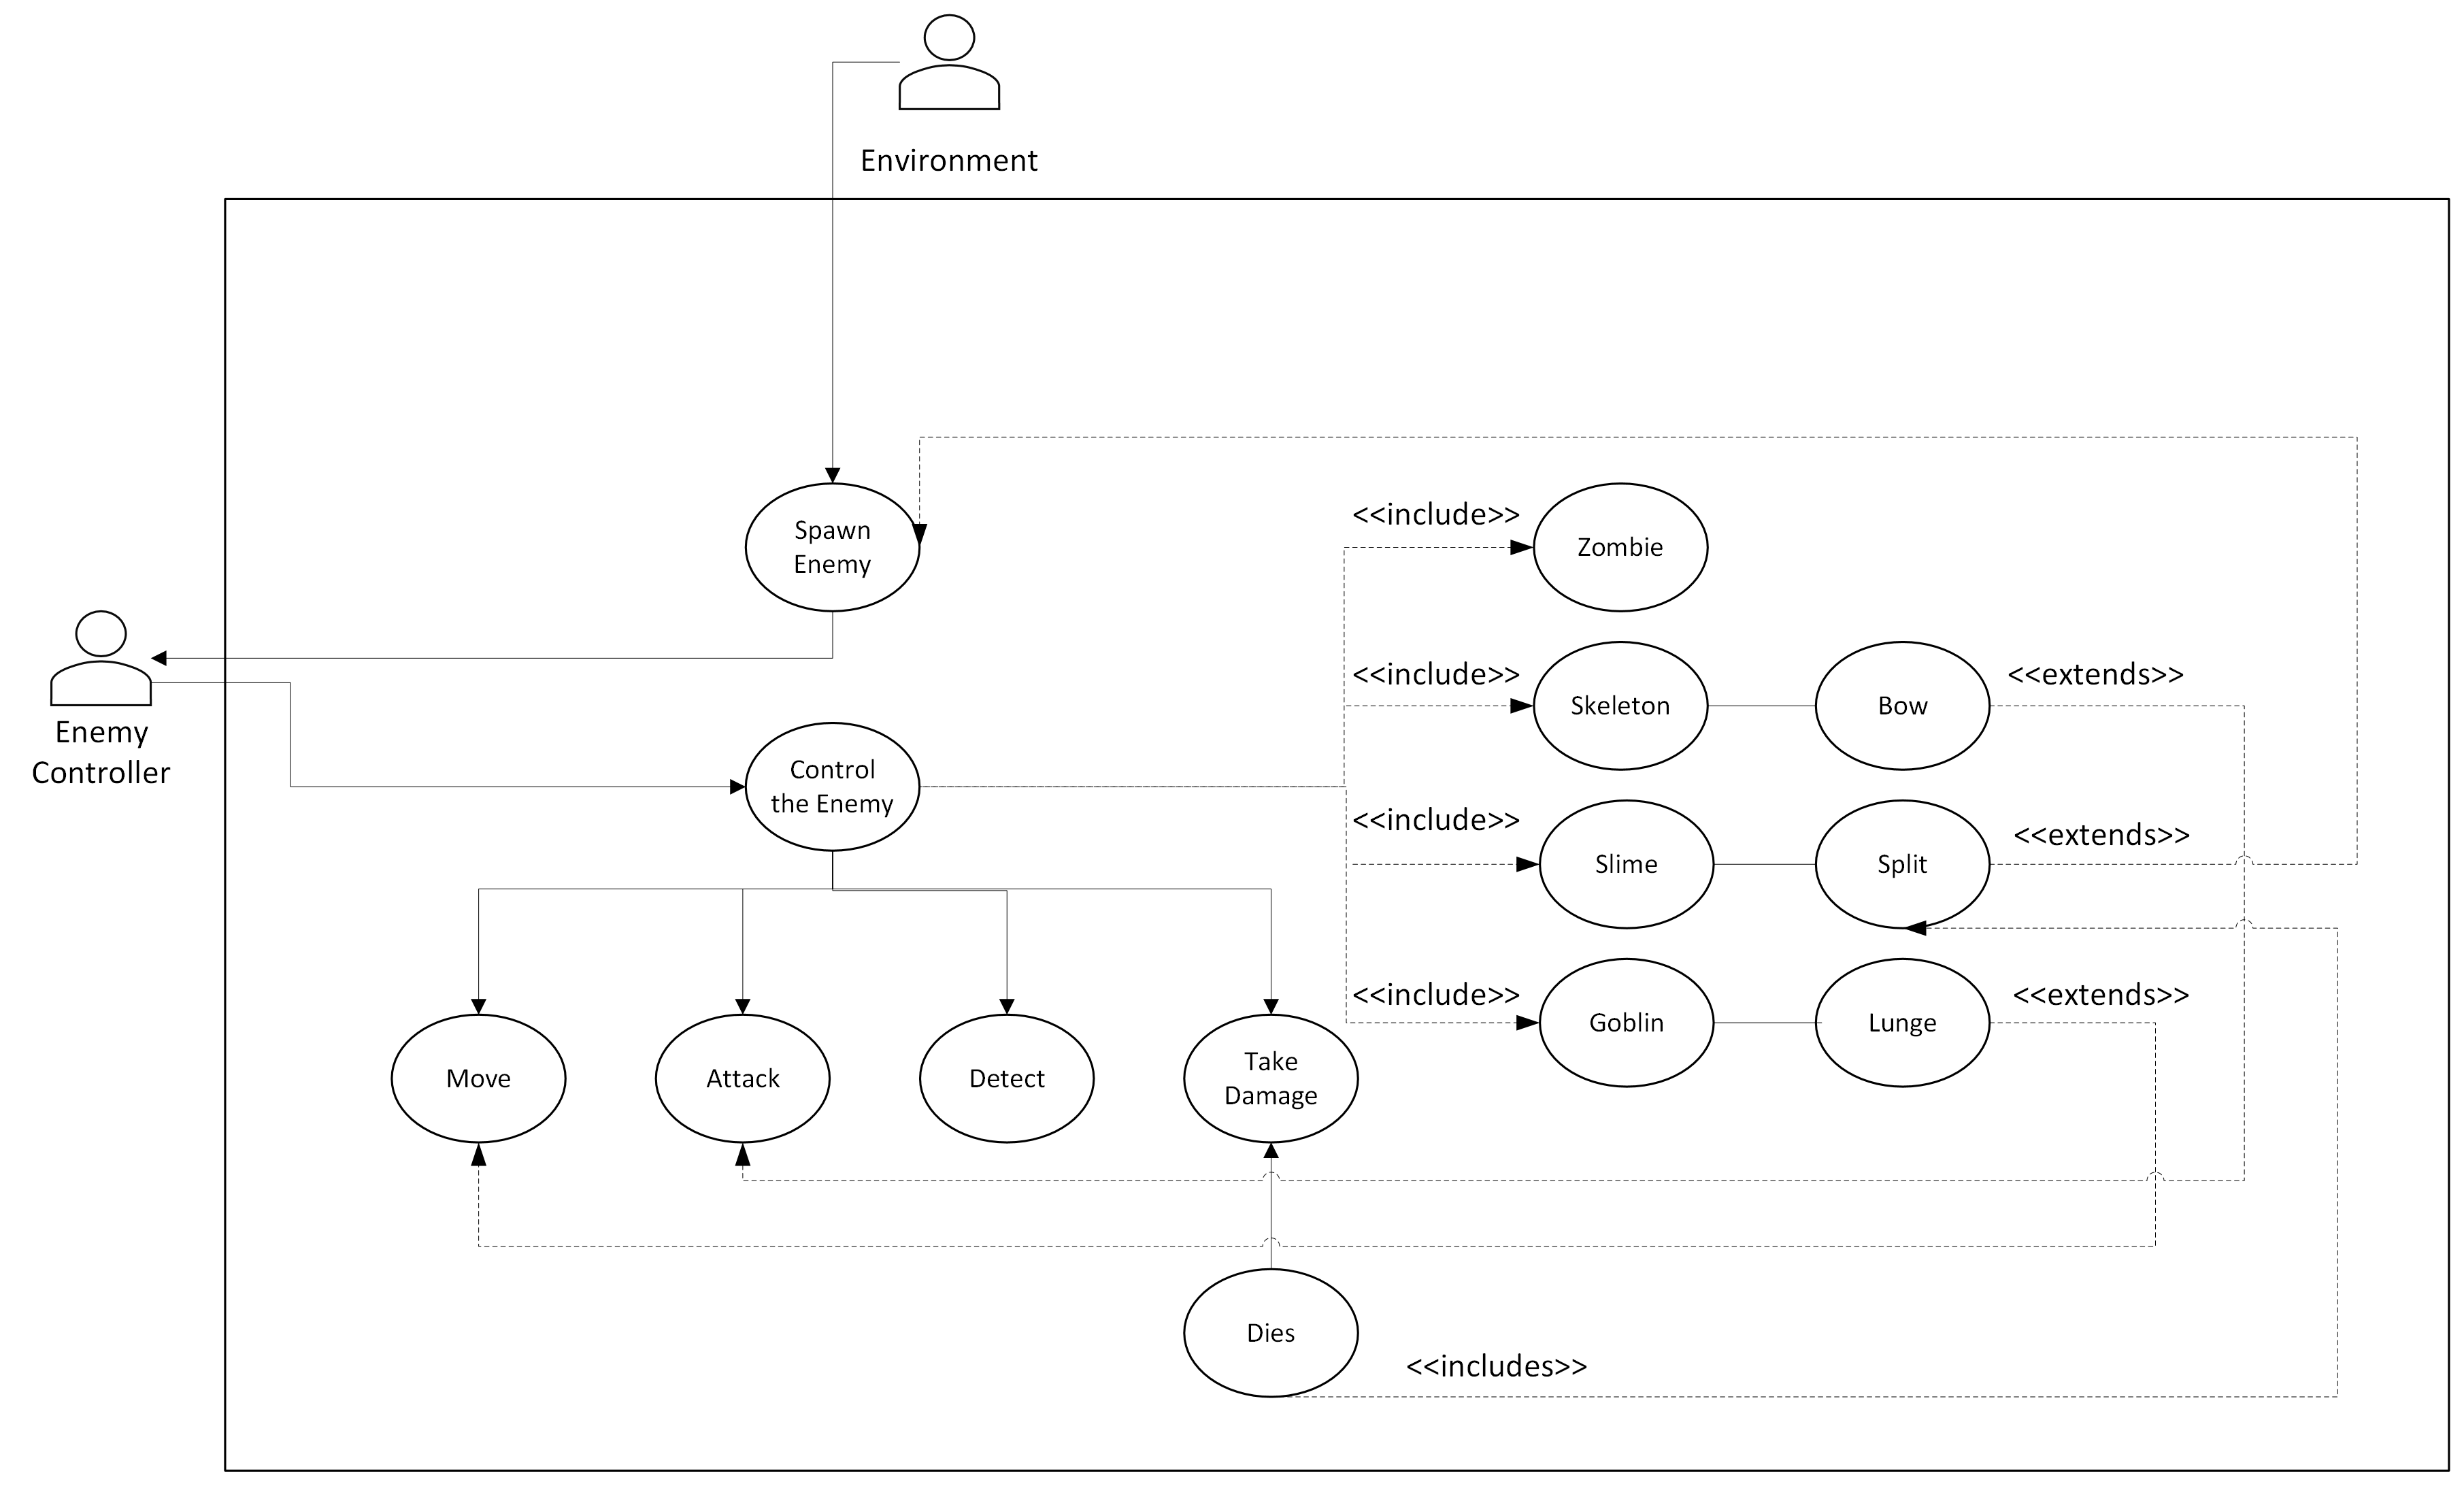 Environment
Spawn
Enemy
<<include>>
Zombie
Enemy
Controller
<<include>>
Skeleton
Bow
<<extends>>
Control
the Enemy
<<include>>
Slime
Split
<<extends>>
<<include>>
Goblin
Lunge
<<extends>>
Move
Attack
Detect
Take
Damage
Dies
<<includes>>